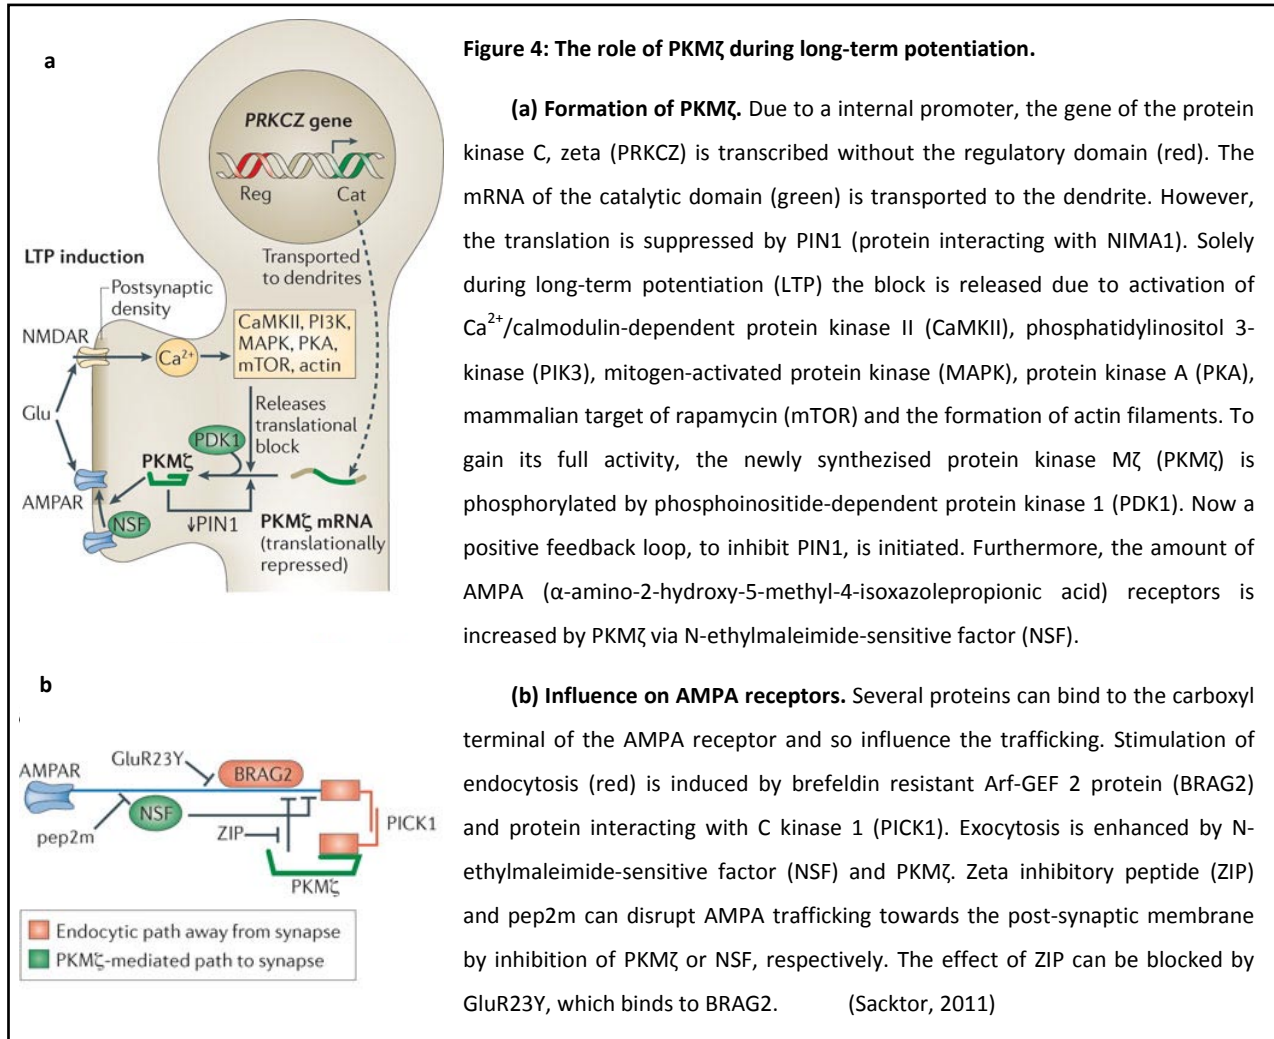 a
PRKCZ gene
Reg
Cat
LTP induction
Transported
to dendrites
Postsynaptic
density
NMDAR
Ca2+
CaMKII, PI3K,
MAPK, PKA,
mTOR, actin
Glu
Releases
translational
block
PDK1
PKMζ
AMPAR
NSF
↓PIN1
PKMζ mRNA
(translationally
repressed)
b
GluR23Y
AMPAR
BRAG2
NSF
pep2m
ZIP
PICK1
PKMζ
Endocytic path away from synapse
PKMζ-mediated path to synapse
Figure 4: The role of PKMζ during long-term potentiation.
(a) Formation of PKMζ. Due to a internal promoter, the gene of the protein
kinase C, zeta (PRKCZ) is transcribed without the regulatory domain (red). The
mRNA of the catalytic domain (green) is transported to the dendrite. However,
the translation is suppressed by PIN1 (protein interacting with NIMA1). Solely
during long-term potentiation (LTP) the block is released due to activation of
Ca2+/calmodulin-dependent protein kinase II (CaMKII), phosphatidylinositol 3-
kinase (PIK3), mitogen-activated protein kinase (MAPK), protein kinase A (PKA),
mammalian target of rapamycin (mTOR) and the formation of actin filaments. To
gain its full activity, the newly synthezised protein kinase Mζ (PKMζ) is
phosphorylated by phosphoinositide-dependent protein kinase 1 (PDK1). Now a
positive feedback loop, to inhibit PIN1, is initiated. Furthermore, the amount of
AMPA (α-amino-2-hydroxy-5-methyl-4-isoxazolepropionic acid) receptors is
increased by PKMζ via N-ethylmaleimide-sensitive factor (NSF).
(b) Influence on AMPA receptors. Several proteins can bind to the carboxyl
terminal of the AMPA receptor and so influence the trafficking. Stimulation of
endocytosis (red) is induced by brefeldin resistant Arf-GEF 2 protein (BRAG2)
and protein interacting with C kinase 1 (PICK1). Exocytosis is enhanced by N-
ethylmaleimide-sensitive factor (NSF) and PKMζ. Zeta inhibitory peptide (ZIP)
and pep2m can disrupt AMPA trafficking towards the post-synaptic membrane
by inhibition of PKMζ or NSF, respectively. The effect of ZIP can be blocked by
GluR23Y, which binds to BRAG2. (Sacktor, 2011)